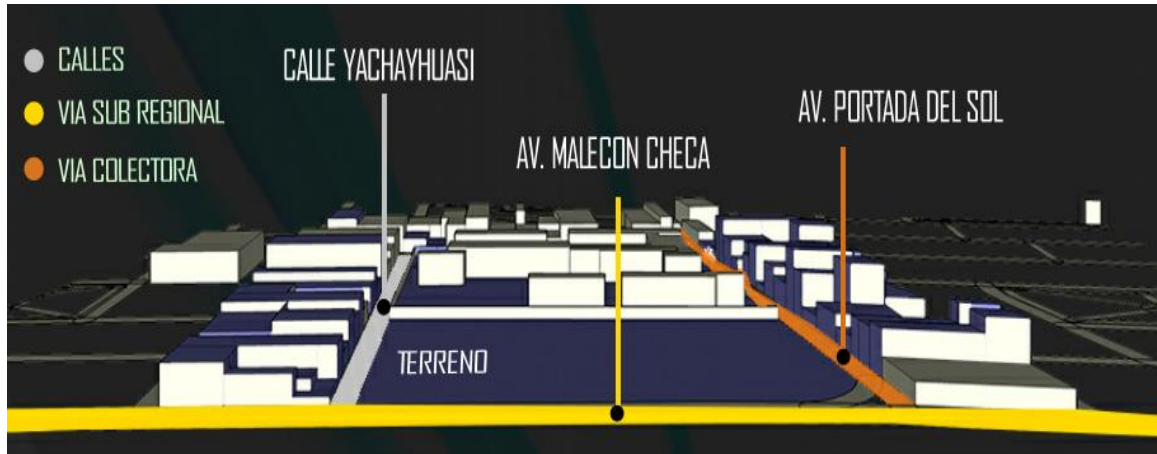 CALLES
VIA SUB REGIONAL
VIA COLECTORA
CALLE YACHAYHUASI
AV. MALECON CHECA
AV. PORTADA DEL SOL
TERRENO